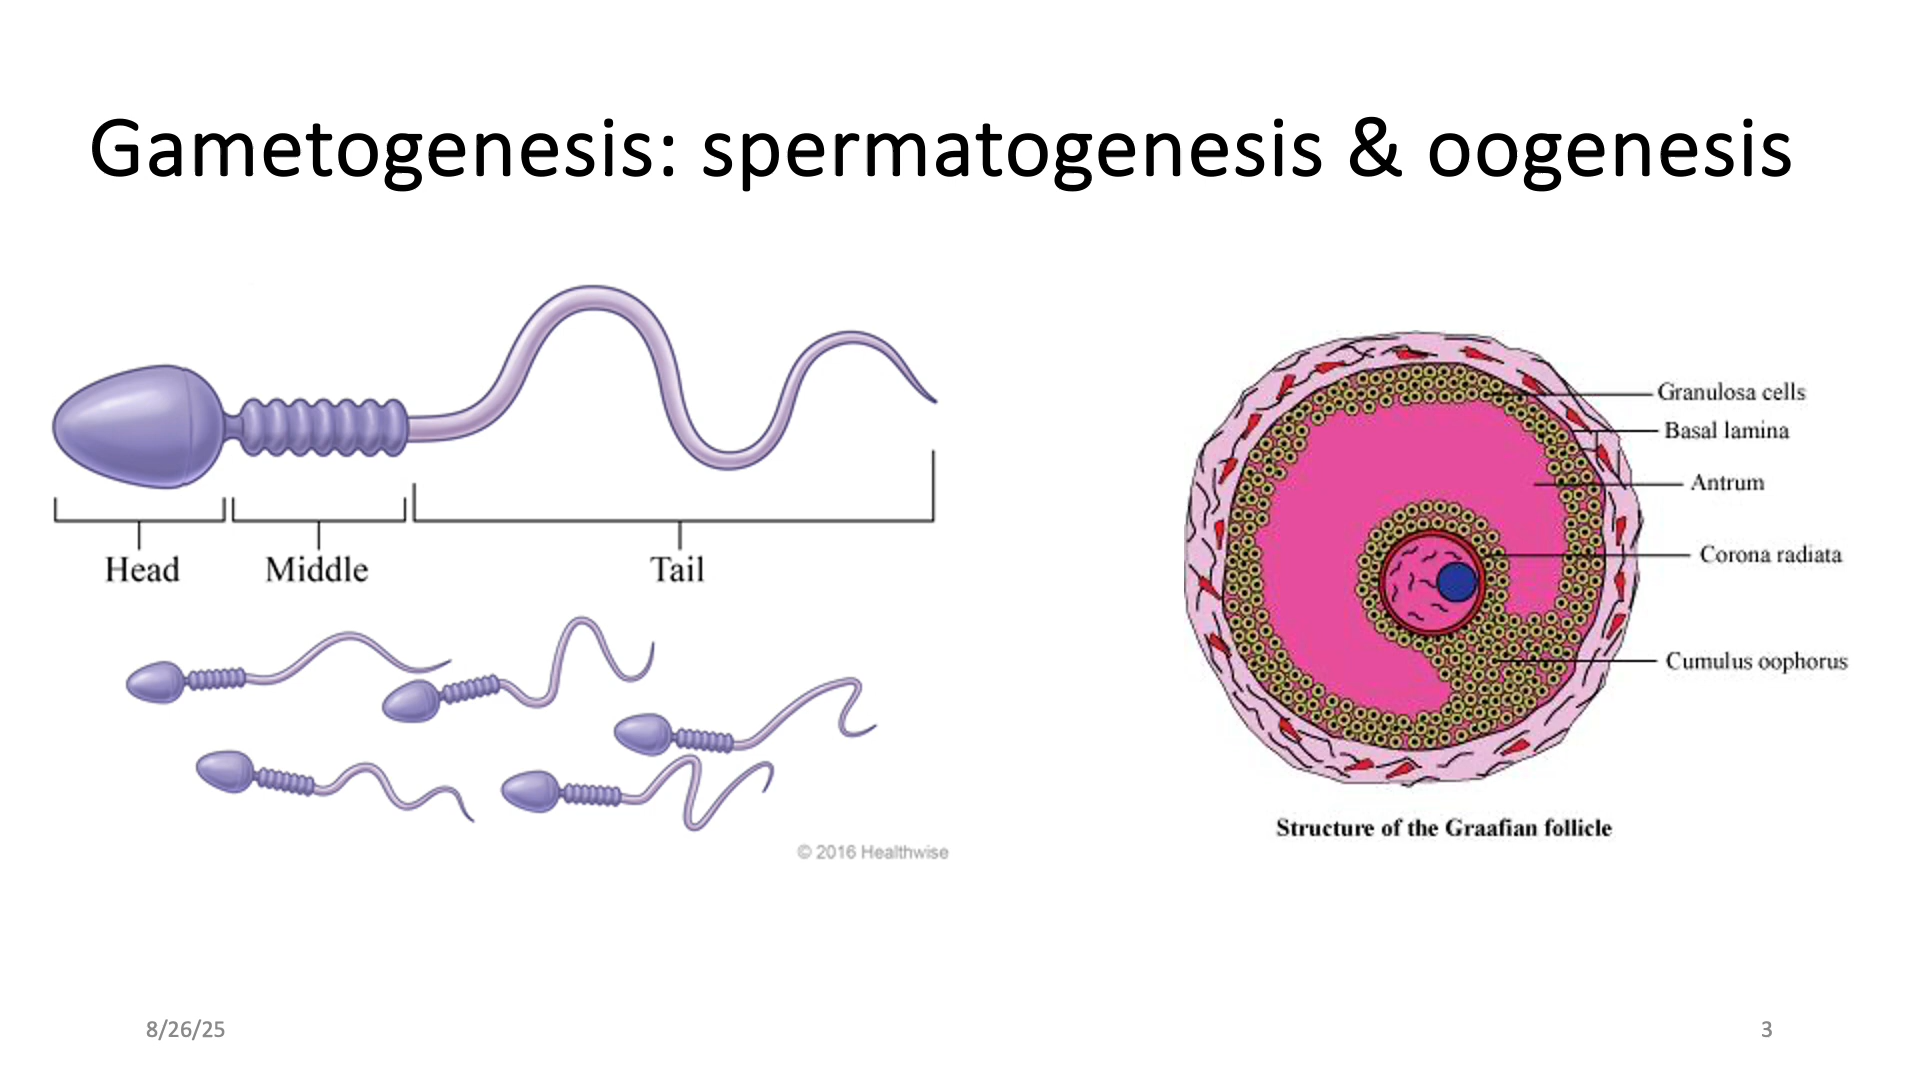 Gametogenesis: spermatogenesis & oogenesis
Head
Middle
Tail
© 2016 Healthwise
Granulosa cells
Basal lamina
Antrum
Corona radiata
Cumulus oophorus
Structure of the Graafian follicle
8/26/25
3